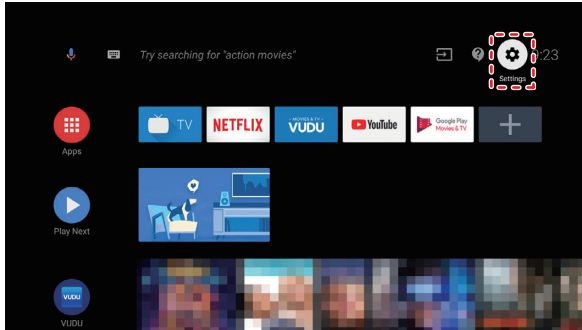 Try searching for "action movies"
:23
Settings
Apps
TV
NETFLIX
MOVIES & TV
VUDU
YouTube
Google Play
Movies & TV
Play Next
VUDU
VUDU